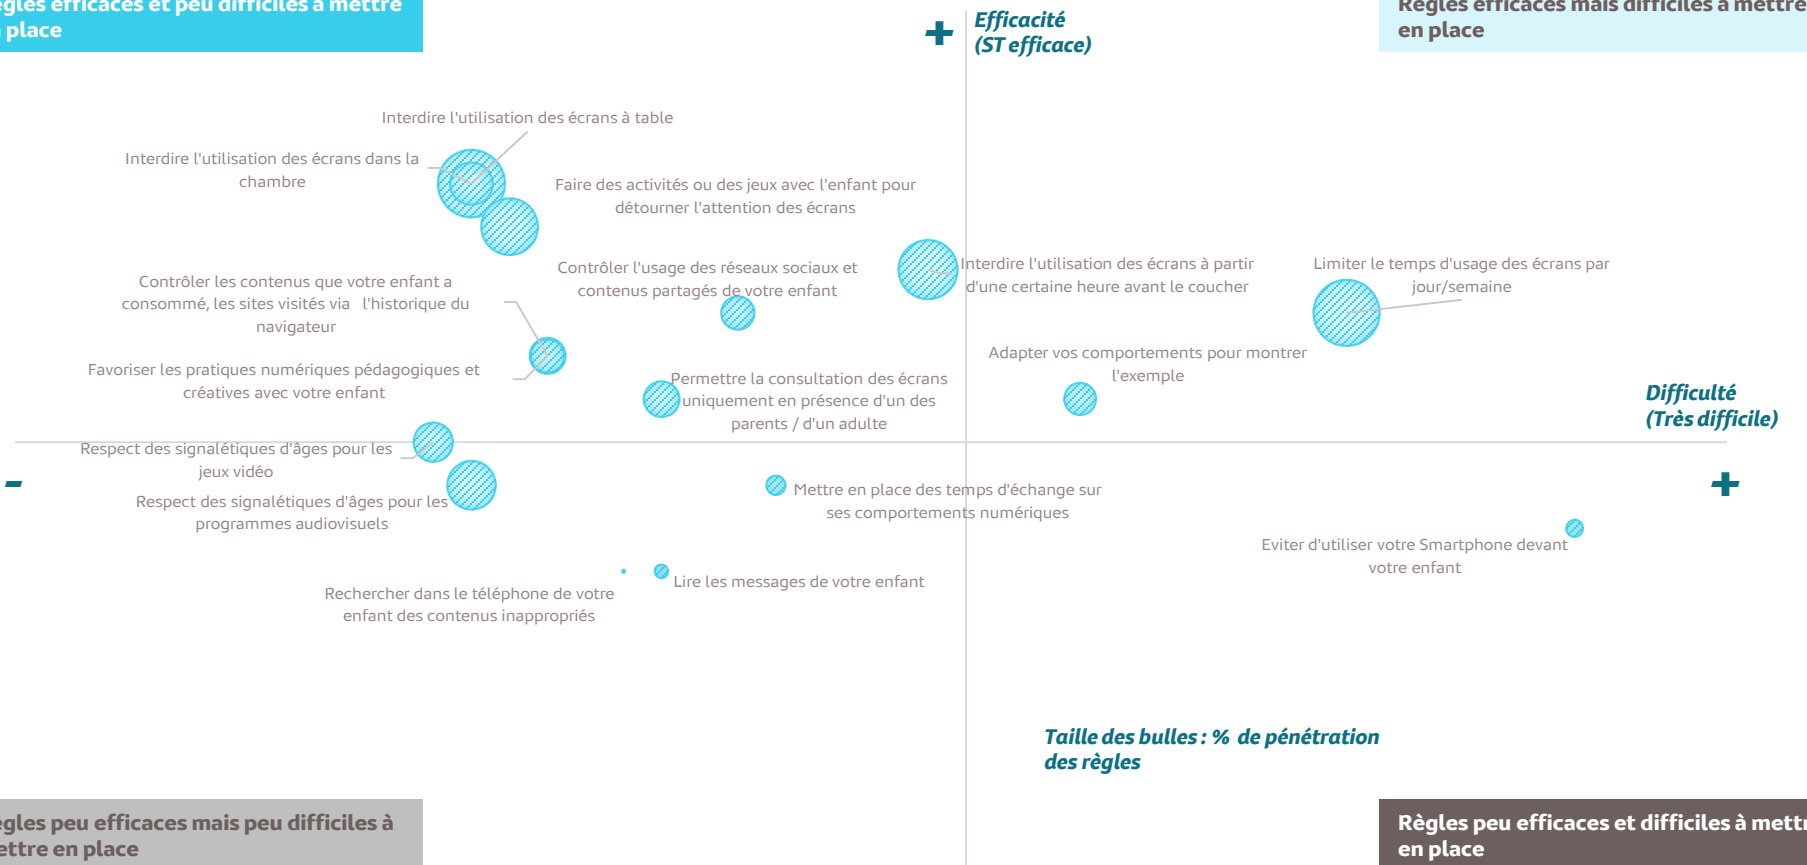 Règles efficaces et peu difficiles à mettre
en place
+
Efficacité
(ST efficace)
Règles efficaces mais difficiles à mettre
en place
Interdire l'utilisation des écrans à table
Interdire l'utilisation des écrans dans la
chambre
Faire des activités ou des jeux avec l'enfant pour
détourner l'attention des écrans
Contrôler l'usage des réseaux sociaux et
contenus partagés de votre enfant
Interdire l'utilisation des écrans à partir
d'une certaine heure avant le coucher
Limiter le temps d'usage des écrans par
jour/semaine
Contrôler les contenus que votre enfant a
consommé, les sites visités via l'historique du
navigateur
Favoriser les pratiques numériques pédagogiques et
créatives avec votre enfant
Permettre la consultation des écrans
uniquement en présence d'un des
parents / d'un adulte
Adapter vos comportements pour montrer
l'exemple
Difficulté
(Très difficile)
Respect des signalétiques d'âges pour les
jeux vidéo
-
+
Respect des signalétiques d'âges pour les
programmes audiovisuels
Mettre en place des temps d'échange sur
ses comportements numériques
Eviter d'utiliser votre Smartphone devant
votre enfant
Rechercher dans le téléphone de votre
enfant des contenus inappropriés
Lire les messages de votre enfant
Taille des bulles : % de pénétration
des règles
Règles peu efficaces mais peu difficiles à
mettre en place
Règles peu efficaces et difficiles à mettr
en place